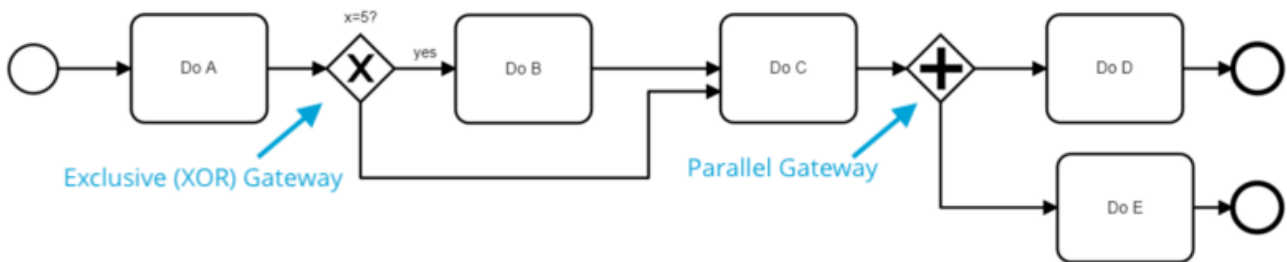 x=5?
Do A
X
yes
Do B
Do C
Do D
Exclusive (XOR) Gateway
Parallel Gateway
Do E